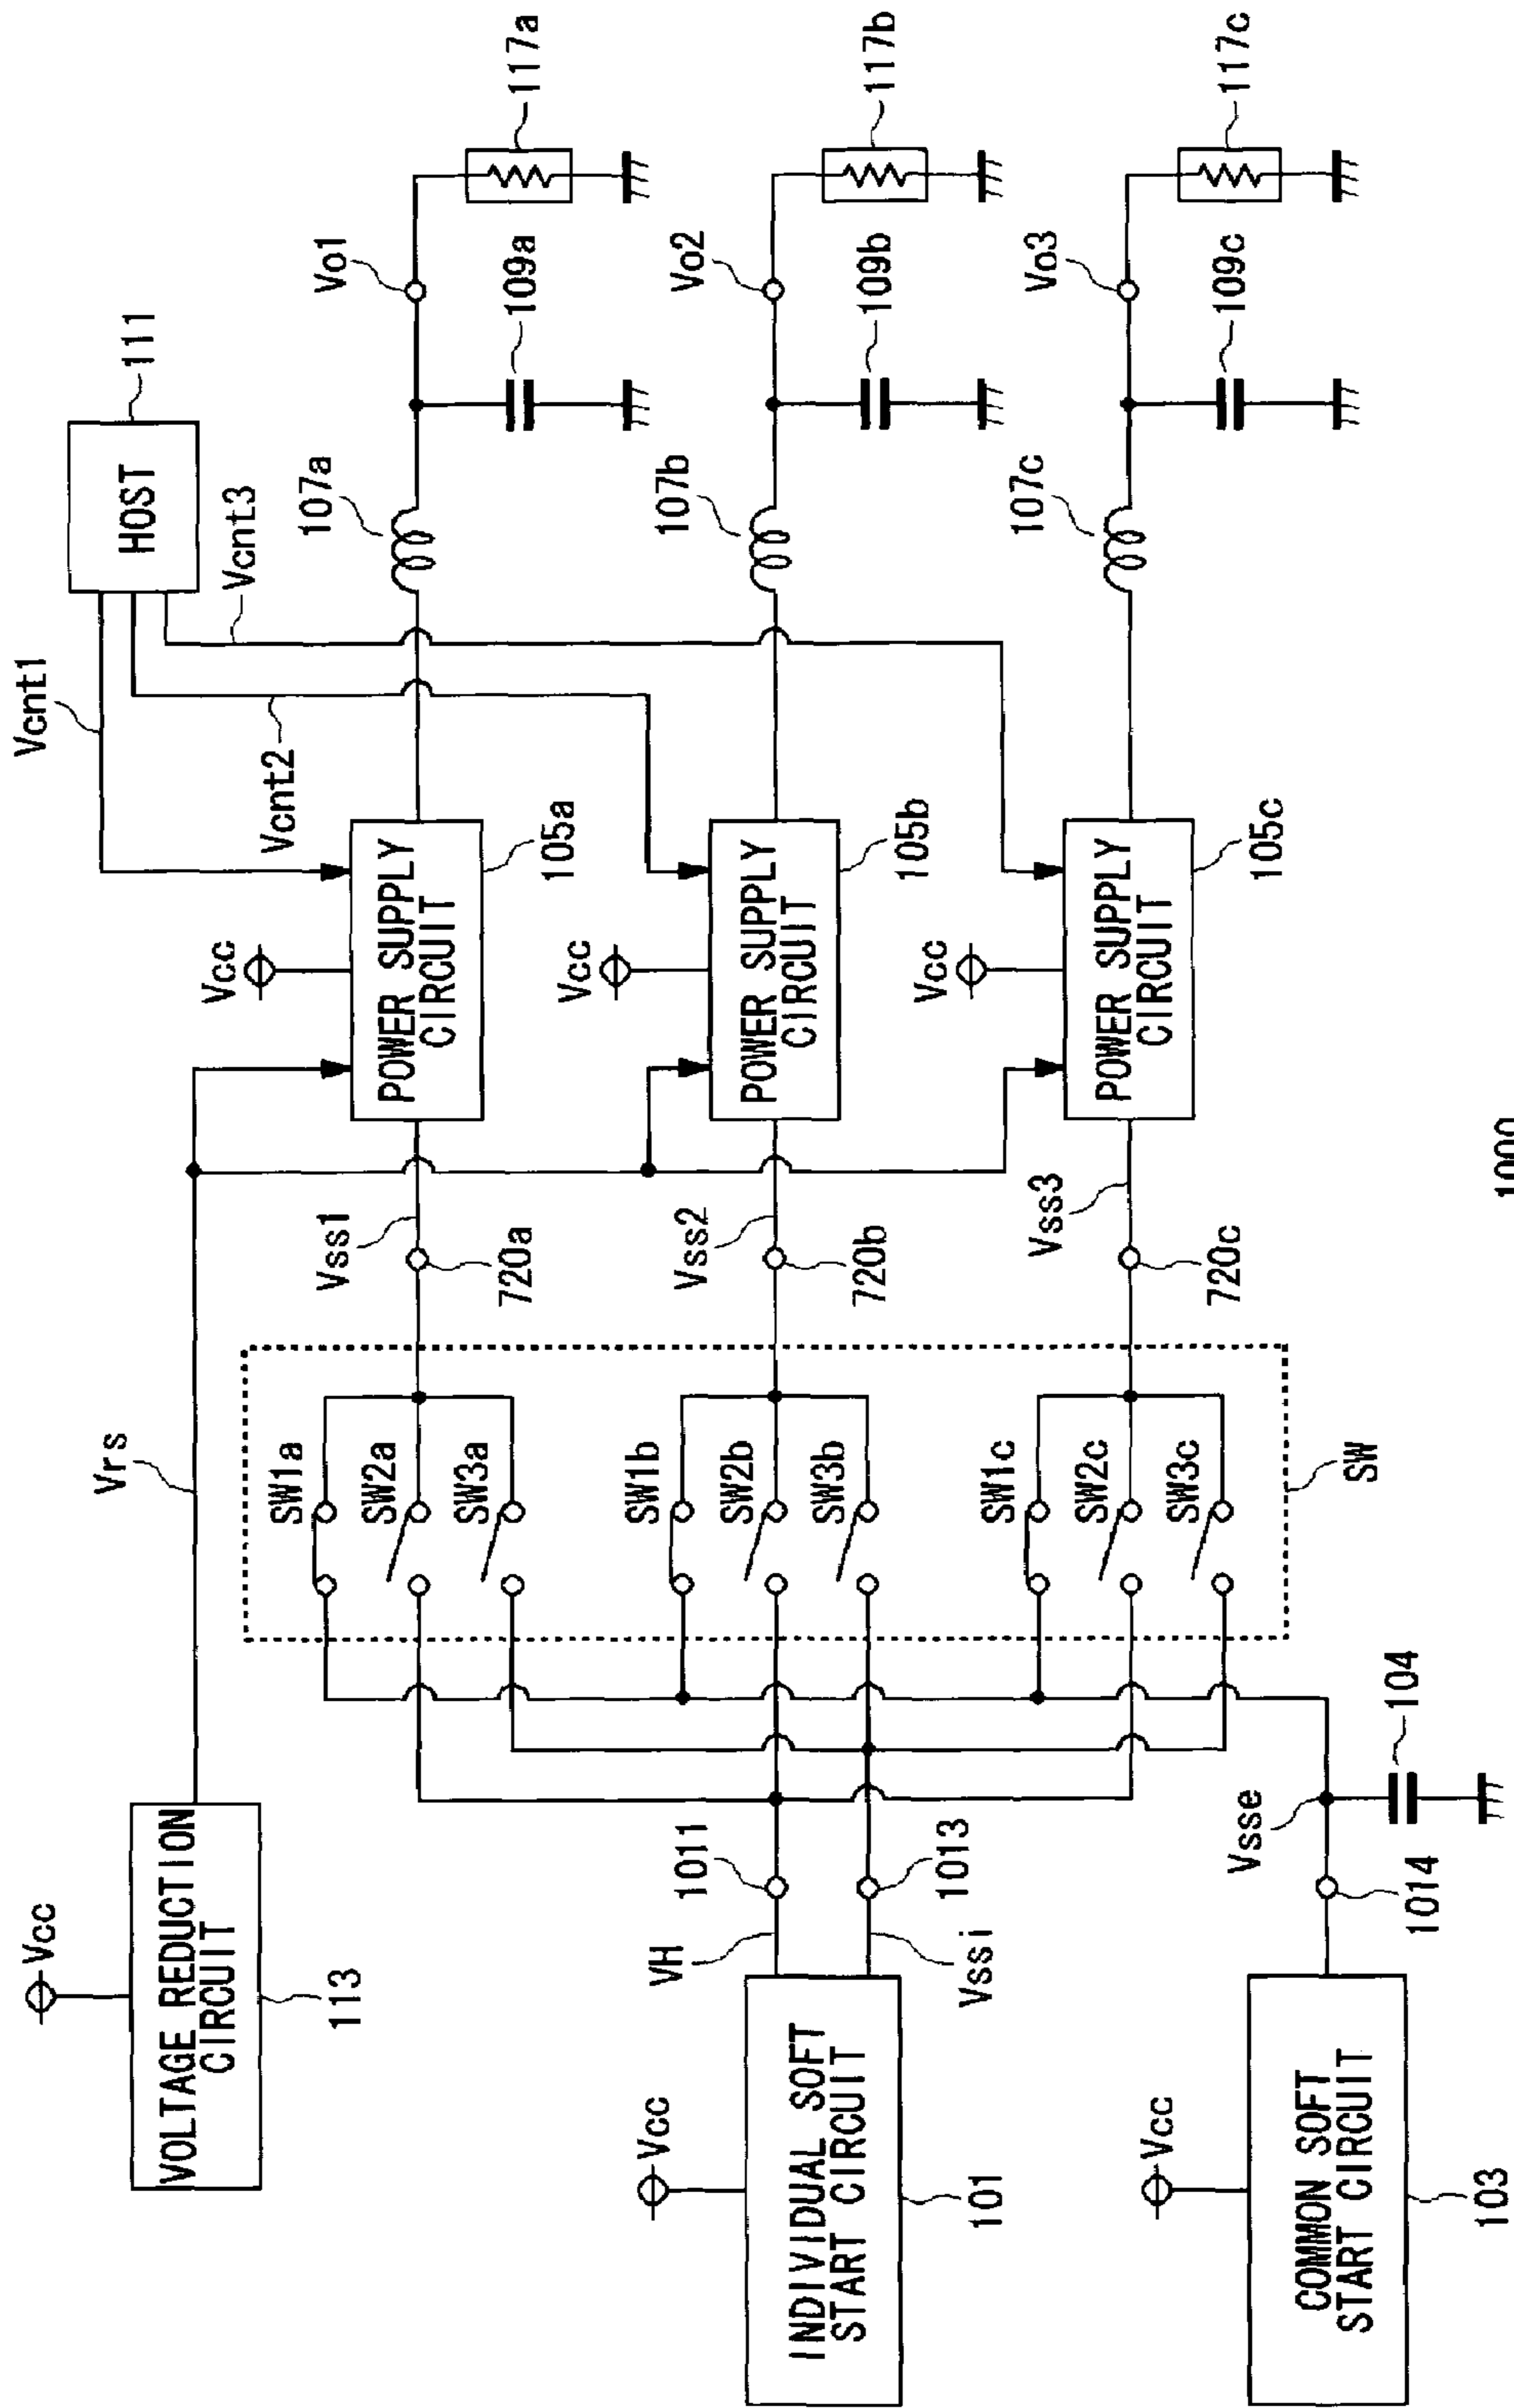 Vcc
VOLTAGE REDUCTION
CIRCUIT
113
Vrs
Vcnt1
HOST
111
Vcnt2
Vcnt3
SW1a
SW2a
SW3a
Vss1
720a
Vcc
POWER SUPPLY
CIRCUIT
105a
107a
Vo1
109a
117a
Vcc
INDIVIDUAL SOFT
START CIRCUIT
101
VH
1011
Vssi
1013
SW1b
SW2b
SW3b
Vss2
720b
Vcc
POWER SUPPLY
CIRCUIT
105b
107b
Vo2
109b
117b
Vcc
COMMON SOFT
START CIRCUIT
103
1014
Vsse
104
SW1c
SW2c
SW3c
SW
Vss3
720c
Vcc
POWER SUPPLY
CIRCUIT
105c
107c
Vo3
109c
117c
1000